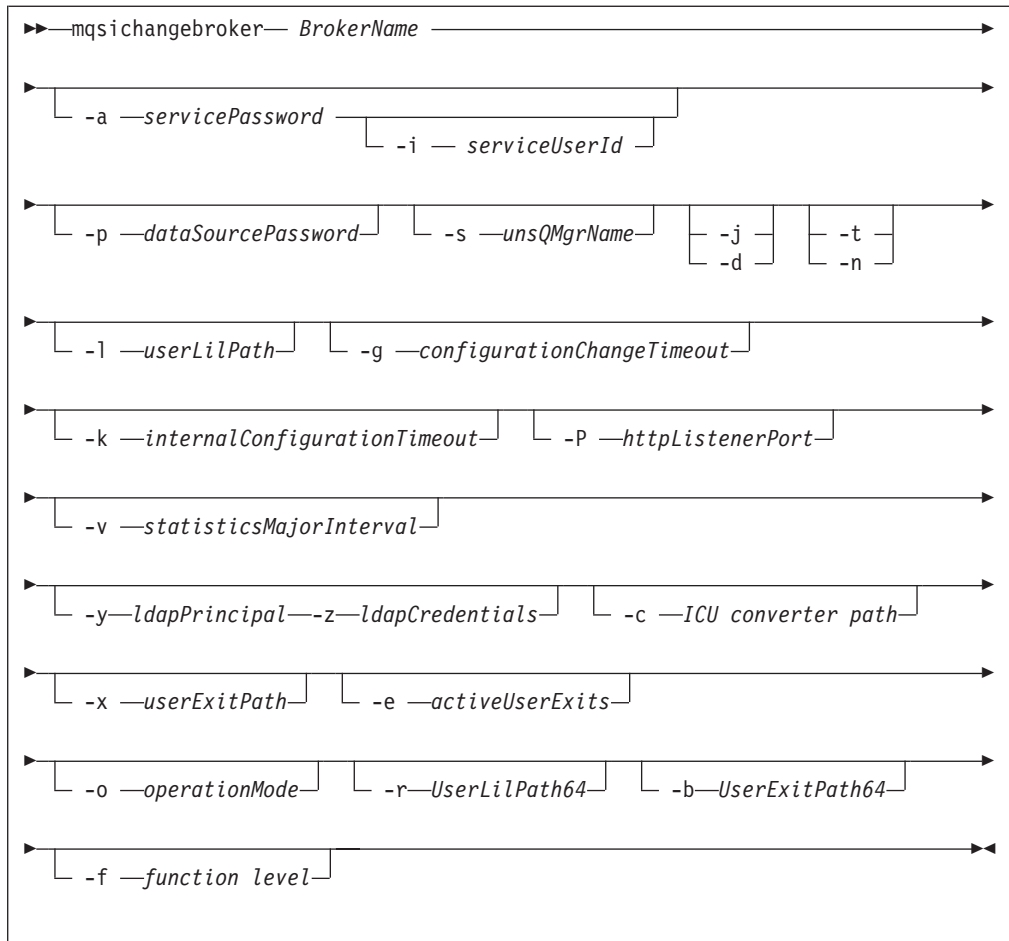 mqsichangebroker BrokerName
-a servicePassword
-i serviceUserId
-p dataSourcePassword -s unsQMgrName -j -t
-d -n
-l userLilPath -g configurationChangeTimeout
-k internalConfigurationTimeout -P httpListenerPort
-v statisticsMajorInterval
-y ldapPrincipal -z ldapCredentials -c ICU converter path
-x userExitPath -e activeUserExits
-o operationMode -r UserLilPath64 -b UserExitPath64
-f function level